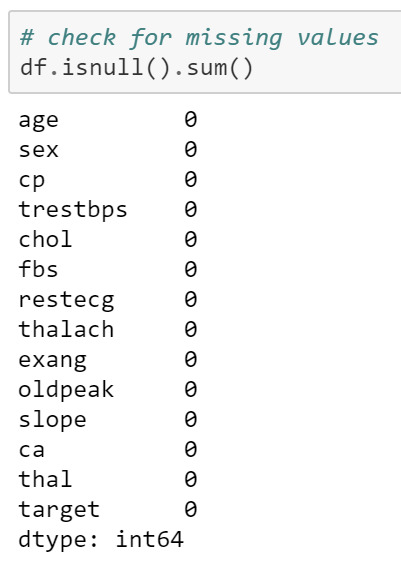 # check for missing values
df.isnull().sum()
age 0
sex 0
cp 0
trestbps 0
chol 0
fbs 0
restecg 0
thalach 0
exang 0
oldpeak 0
slope 0
ca 0
thal 0
target 0
dtype: int64